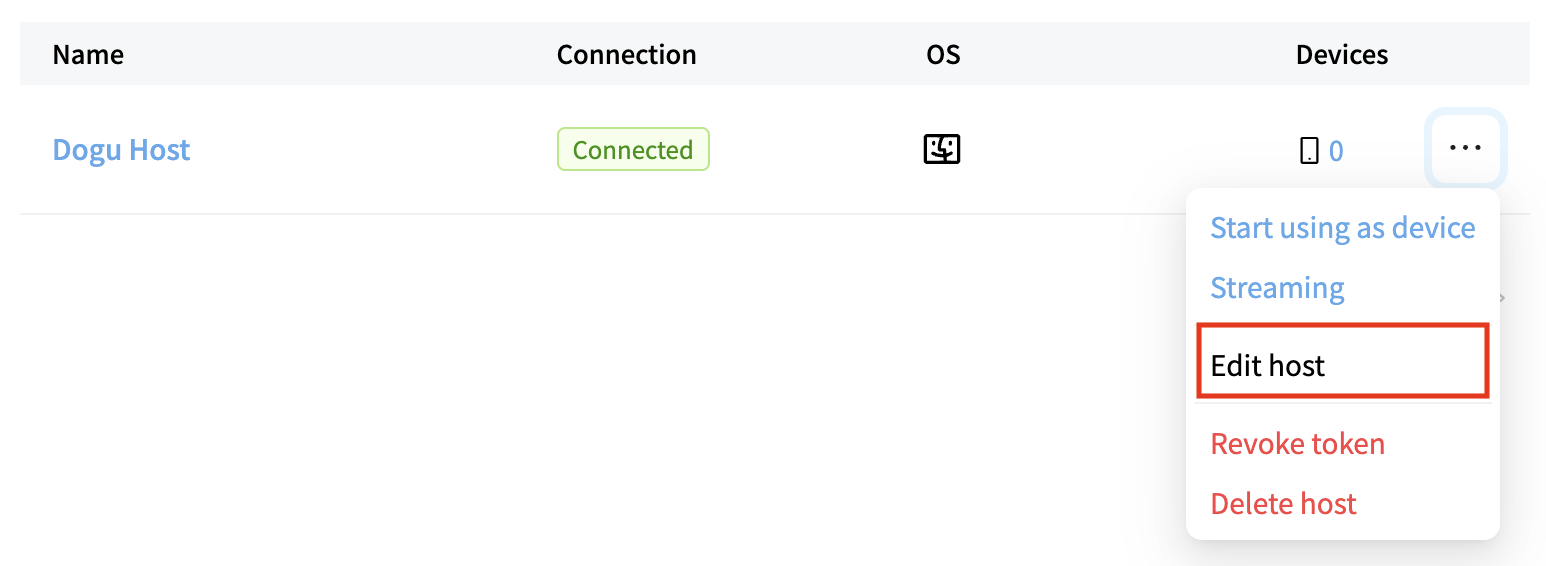 Name Connection OS Devices
Dogu Host Connected 0 ...
Start using as device
Streaming
Edit host
Revoke token
Delete host